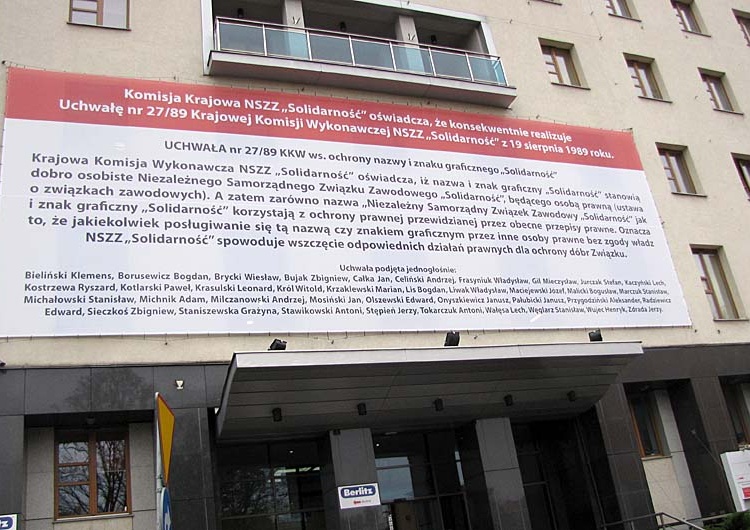 Komisja Krajowa NSZZ „Solidarność” oświadcza, że konsekwentnie realizuje
Uchwałę nr 27/89 Krajowej Komisji Wykonawczej NSZZ „Solidarność” z 19 sierpnia 1989 roku.
UCHWAŁA nr 27/89 KKW ws. ochrony nazwy i znaku graficznego „Solidarność”
Krajowa Komisja Wykonawcza NSZZ „Solidarność” oświadcza, iż nazwa i znak graficzny „Solidarność” stanowią
dobro osobiste Niezależnego Samorządnego Związku Zawodowego „Solidarność”, będącego osobą prawną (ustawa
o związkach zawodowych). A zatem zarówno nazwa „Niezależny Samorządny Związek Zawodowy „Solidarność” jak
i znak graficzny „Solidarność” korzystają z ochrony prawnej przewidzianej przez obecne przepisy prawne. Oznacza
to, że jakiekolwiek posługiwanie się tą nazwą czy znakiem graficznym przez inne osoby prawne bez zgody władz
NSZZ „Solidarność” spowoduje wszczęcie odpowiednich działań prawnych dla ochrony dóbr Związku.
Uchwała podjęta jednogłośnie:
Bieliński Klemens, Borusewicz Bogdan, Brycki Wiesław, Bujak Zbigniew, Całka Jan, Celiński Andrzej, Frasyniuk Władysław, Gil Mieczysław, Jurczak Stefan, Kaczyński Lech,
Kostrzewa Ryszard, Kotlarski Paweł, Krasulski Leonard, Król Witold, Krzaklewski Marian, Lis Bogdan, Liwak Władysław, Maciejowski Józef, Malicki Bogusław, Marczuk Stanisław,
Michałowski Stanisław, Michnik Adam, Milczanowski Andrzej, Mosiński Jan, Olszewski Edward, Onyszkiewicz Janusz, Pałubicki Janusz, Przygodziński Aleksander, Radziewicz
Edward, Sieczkoś Zbigniew, Staniszewska Grażyna, Stawikowski Antoni, Stępień Jerzy, Tokarczuk Antoni, Wałęsa Lech, Węglarz Stanisław, Wujec Henryk, Zdrada Jerzy.
Berlitz